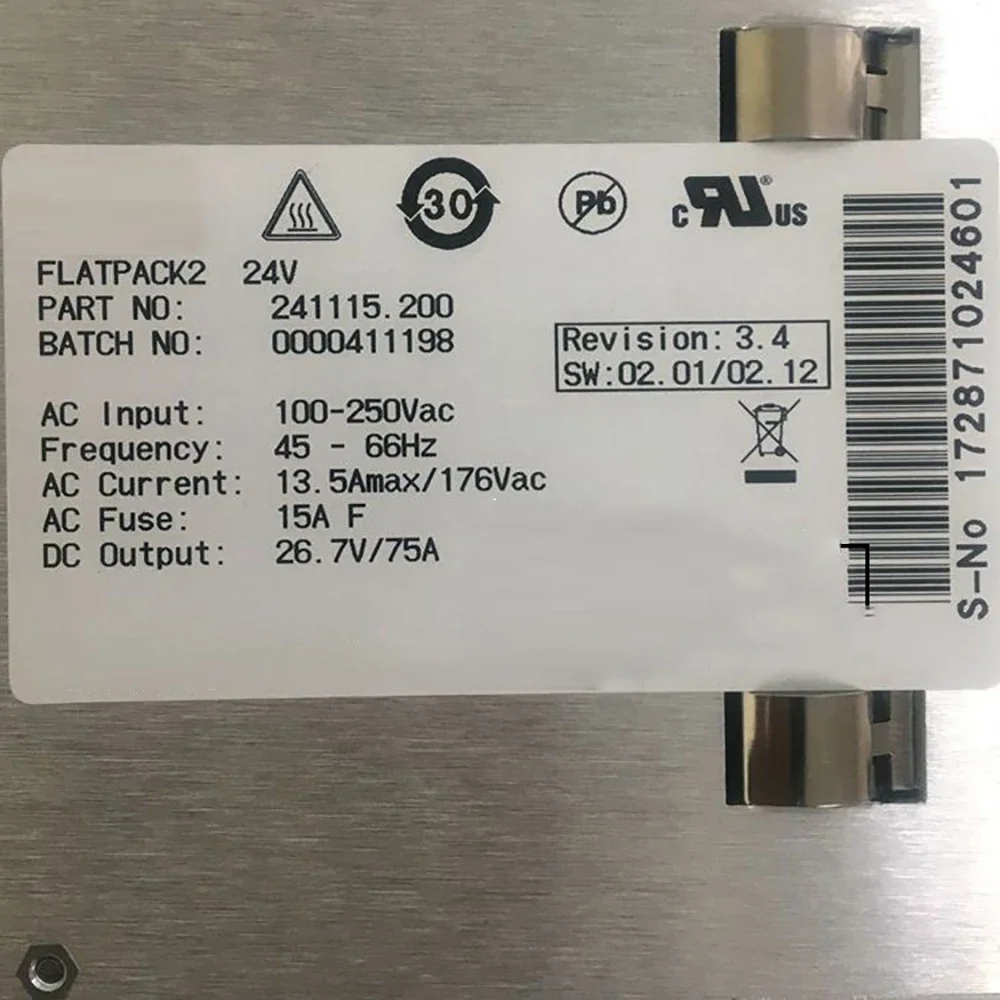 30
Pb
c RU® US
FLATPACK2 24V
PART NO: 241115.200
BATCH NO: 0000411198
Revision: 3.4
SW:02.01/02.12
AC Input: 100-250Vac
Frequency: 45 - 66Hz
AC Current: 13.5Amax/176Vac
AC Fuse: 15A F
DC Output: 26.7V/75A
S-No 172871024601